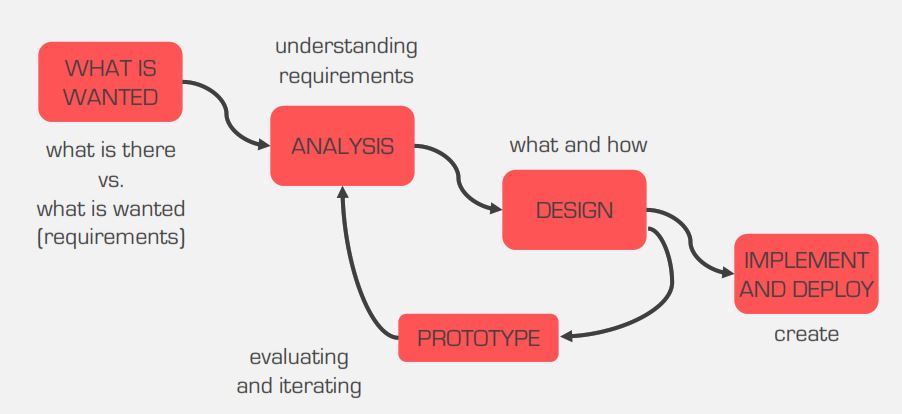 WHAT IS
WANTED
what is there
vs.
what is wanted
(requirements)
understanding
requirements
ANALYSIS
what and how
DESIGN
IMPLEMENT
AND DEPLOY
create
PROTOTYPE
evaluating
and iterating